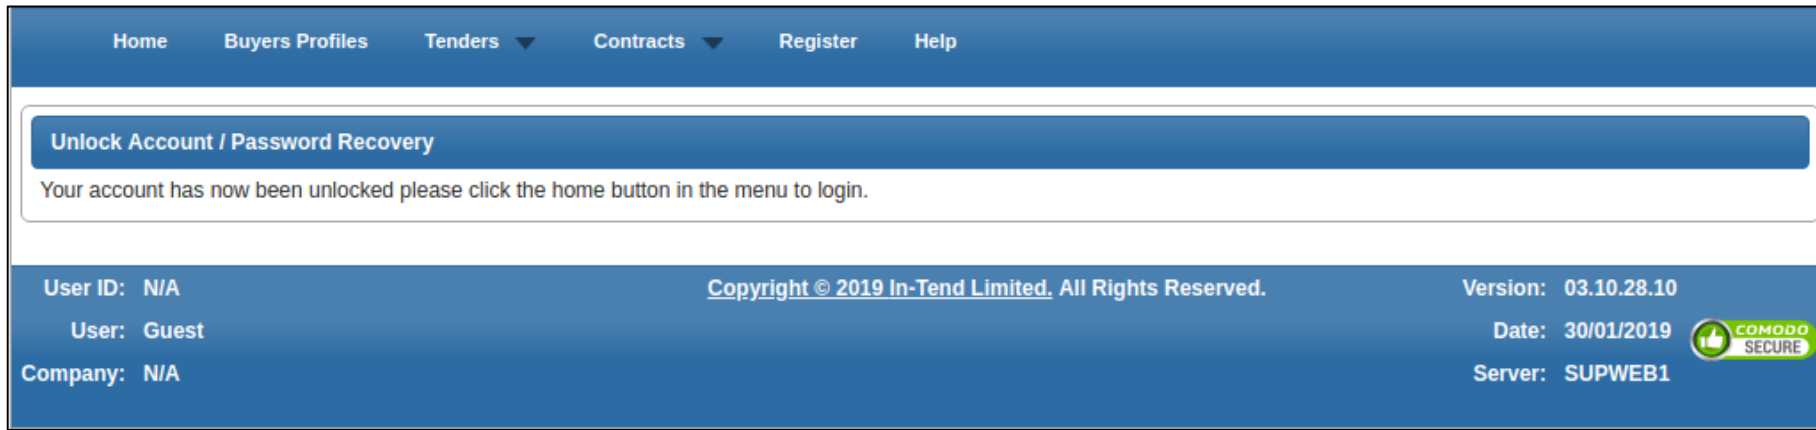 Home Buyers Profiles Tenders Contracts Register Help
Unlock Account / Password Recovery
Your account has now been unlocked please click the home button in the menu to login.
User ID: N/A Copyright © 2019 In-Tend Limited. All Rights Reserved. Version: 03.10.28.10
User: Guest Date: 30/01/2019
COMODO
SECURE
Company: N/A Server: SUPWEB1